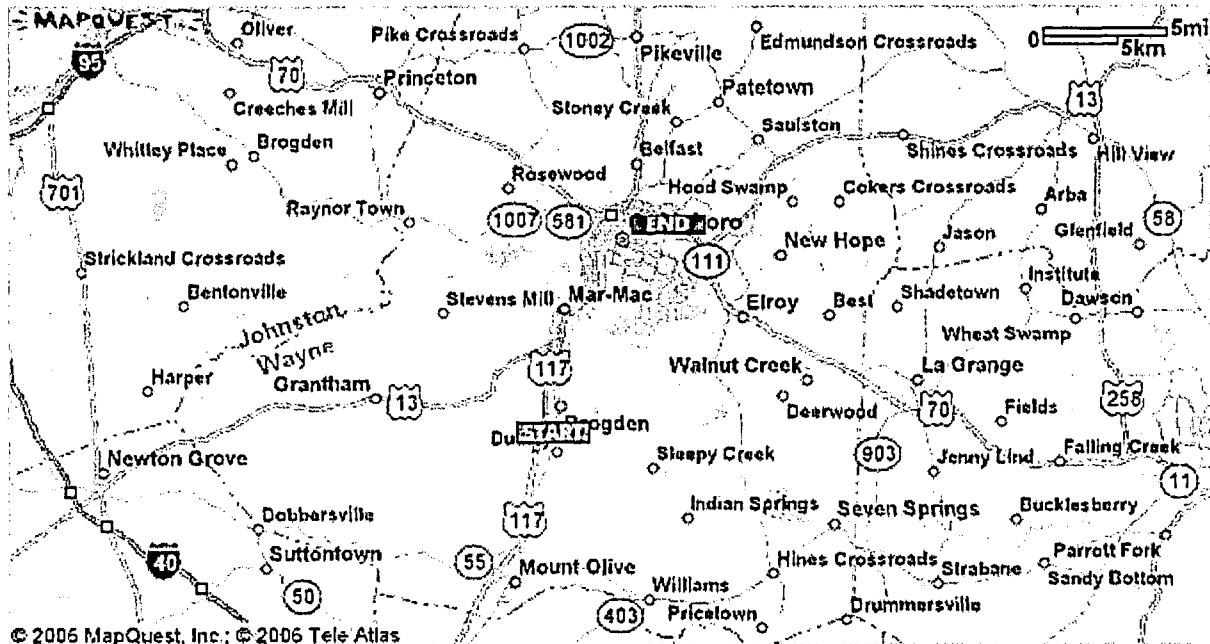 MAPQUEST
Oliver
Pike Crossroads
1002
Pikeville
Edmundson Crossroads
0 5mi
5km
95
70
Princeton
Creeches Mill
Stoney Creek
Patetown
13
Brogden
Whitley Place
Belfast
Saulston
Shines Crossroads
Hill View
701
Rosewood
Hood Swamp
Cokers Crossroads
Arba
Raynor Town
1007
581
END
oro
58
111
New Hope
Jason
Glenfield
Strickland Crossroads
Bentonville
Stevens Mill
Mar-Mac
Elroy
Best
Shadetown
Institute
Dawson
Johnston
Wayne
Wheat Swamp
117
Walnut Creek
La Grange
Harper
Grantham
13
Deerwood
70
Fields
258
Du
START
ogden
903
Newton Grove
Sleepy Creek
Jenny Lind
Falling Creek
11
117
Indian Springs
Seven Springs
Bucklesberry
Dobbersville
40
Suttontown
55
Mount Olive
Hines Crossroads
Parrott Fork
50
Williams
Strabane
Sandy Bottom
403
Pricetown
Drummersville
© 2006 MapQuest, Inc.; © 2006 Tele Atlas